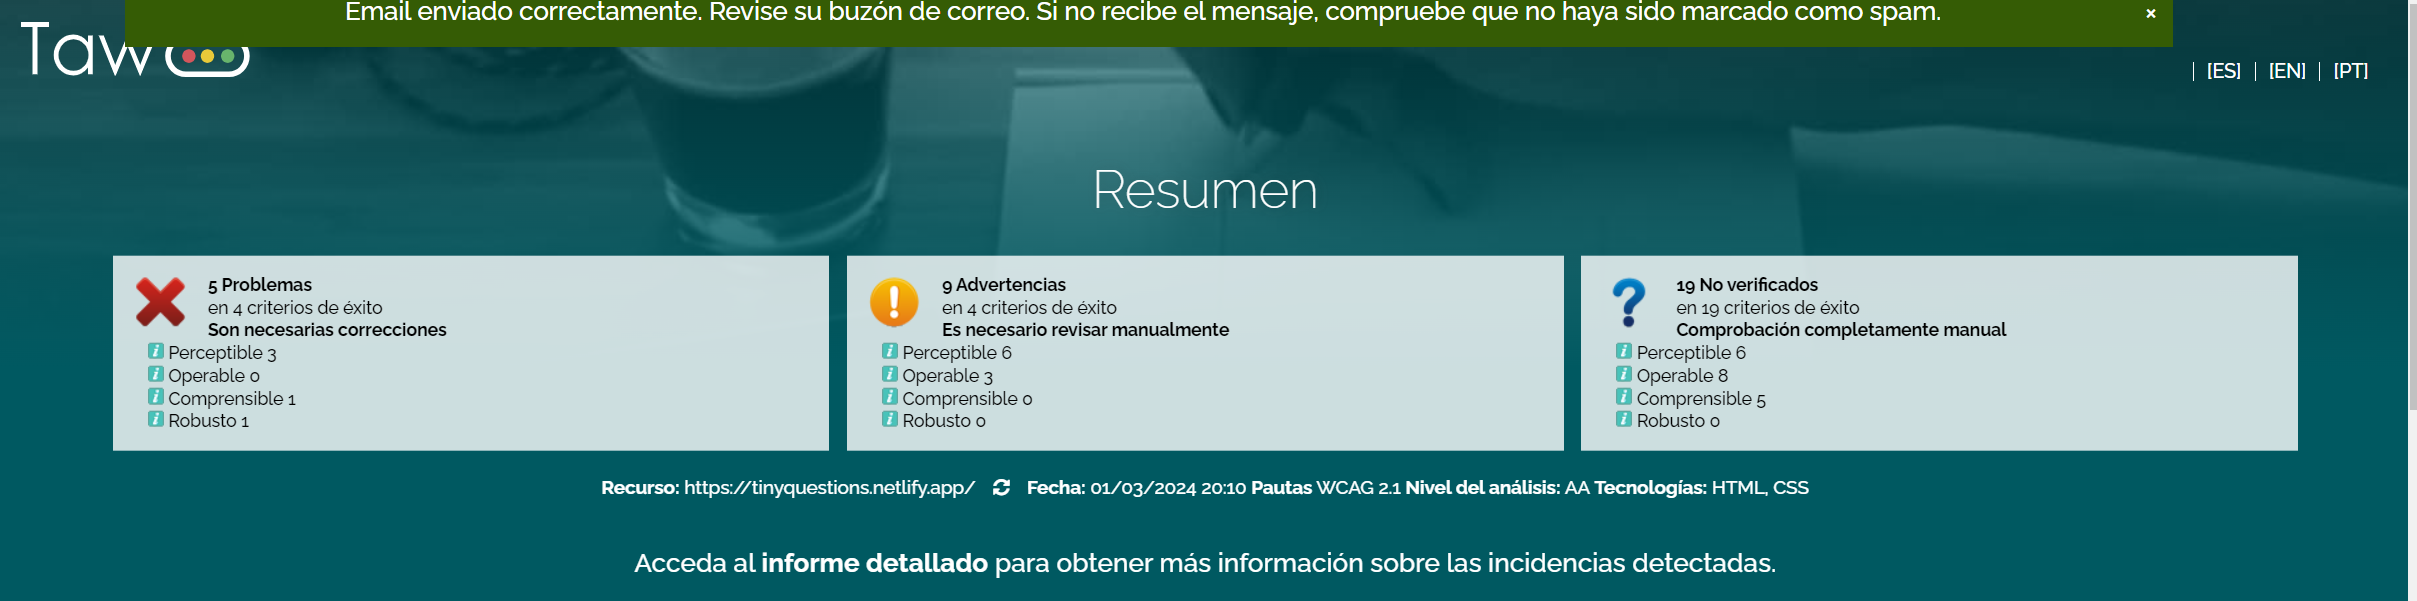 Email enviado correctamente. Revise su buzón de correo. Si no recibe el mensaje, compruebe que no haya sido marcado como spam. ×
Taw
[ES] [EN] [PT]
Resumen
5 Problemas
en 4 criterios de éxito
Son necesarias correcciones
Perceptible 3
Operable 0
Comprensible 1
Robusto 1
9 Advertencias
en 4 criterios de éxito
Es necesario revisar manualmente
Perceptible 6
Operable 3
Comprensible 0
Robusto 0
19 No verificados
en 19 criterios de éxito
Comprobación completamente manual
Perceptible 6
Operable 8
Comprensible 5
Robusto 0
Recurso: https://tinyquestions.netlify.app/ Fecha: 01/03/2024 20:10 Pautas WCAG 2.1 Nivel del análisis: AA Tecnologías: HTML, CSS
Acceda al informe detallado para obtener más información sobre las incidencias detectadas.